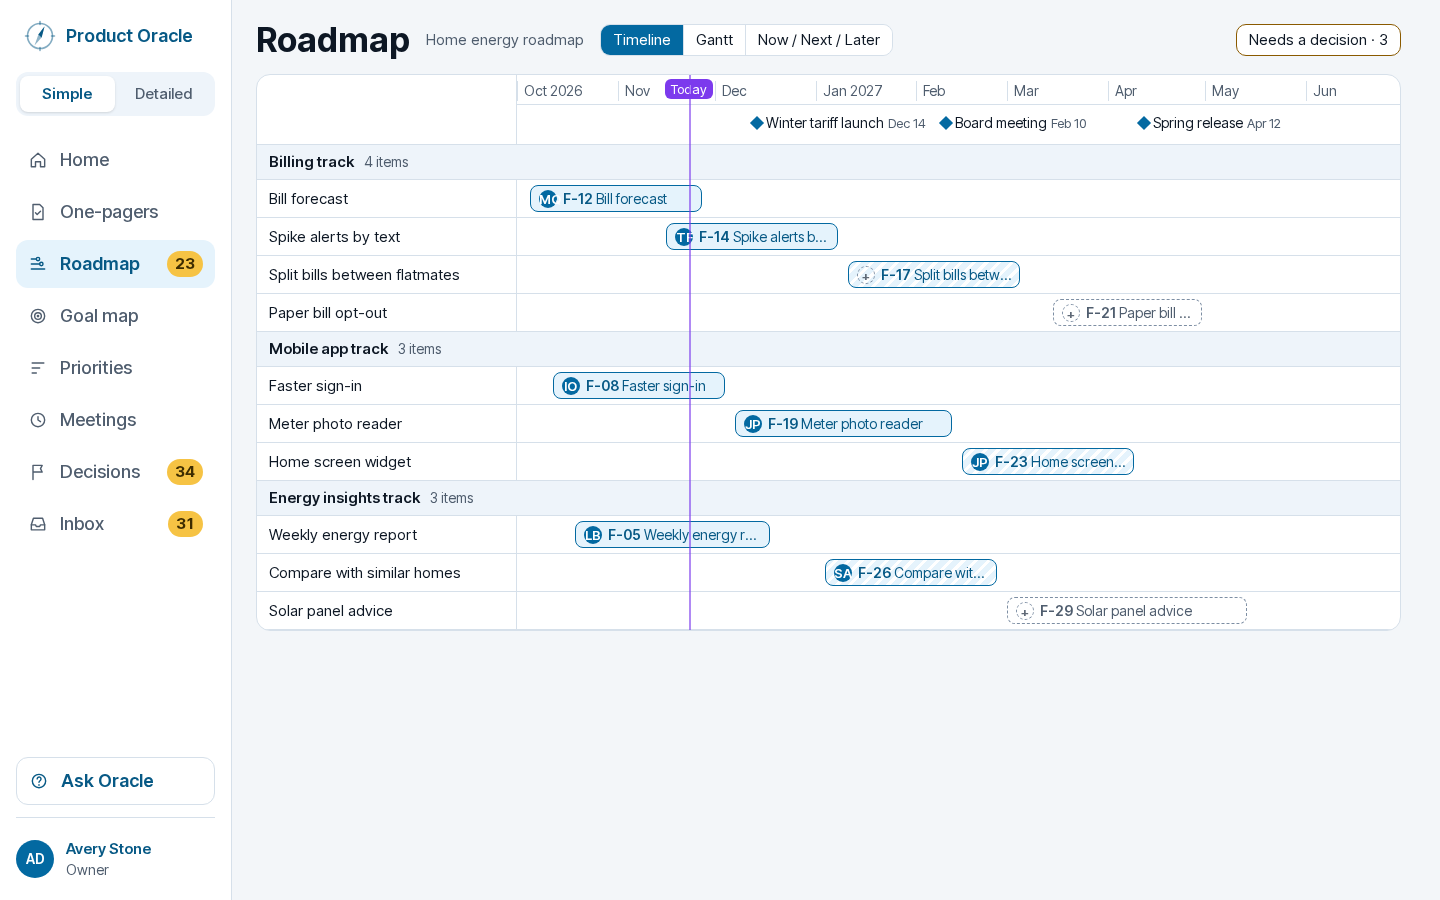 Product Oracle
Simple Detailed
Home
One-pagers
Roadmap 23
Goal map
Priorities
Meetings
Decisions 34
Inbox 31
Ask Oracle
AD Avery Stone
Owner
Roadmap Home energy roadmap Timeline Gantt Now / Next / Later Needs a decision · 3
Oct 2026 Nov Today Dec Jan 2027 Feb Mar Apr May Jun
Winter tariff launch Dec 14 Board meeting Feb 10 Spring release Apr 12
Billing track 4 items
Bill forecast F-12 Bill forecast
Spike alerts by text F-14 Spike alerts b...
Split bills between flatmates + F-17 Split bills betw...
Paper bill opt-out + F-21 Paper bill ...
Mobile app track 3 items
Faster sign-in IO F-08 Faster sign-in
Meter photo reader JP F-19 Meter photo reader
Home screen widget JP F-23 Home screen...
Energy insights track 3 items
Weekly energy report LB F-05 Weekly energy r...
Compare with similar homes SA F-26 Compare wit...
Solar panel advice + F-29 Solar panel advice